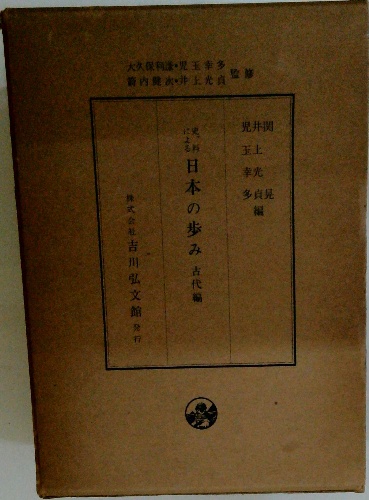 大久保利謙・児玉幸多
箭内健次・井上光貞
監修
関晃
井上光貞
児玉幸多
編
史料による
日本の歩み 古代編
株式会社 吉川弘文館 発行